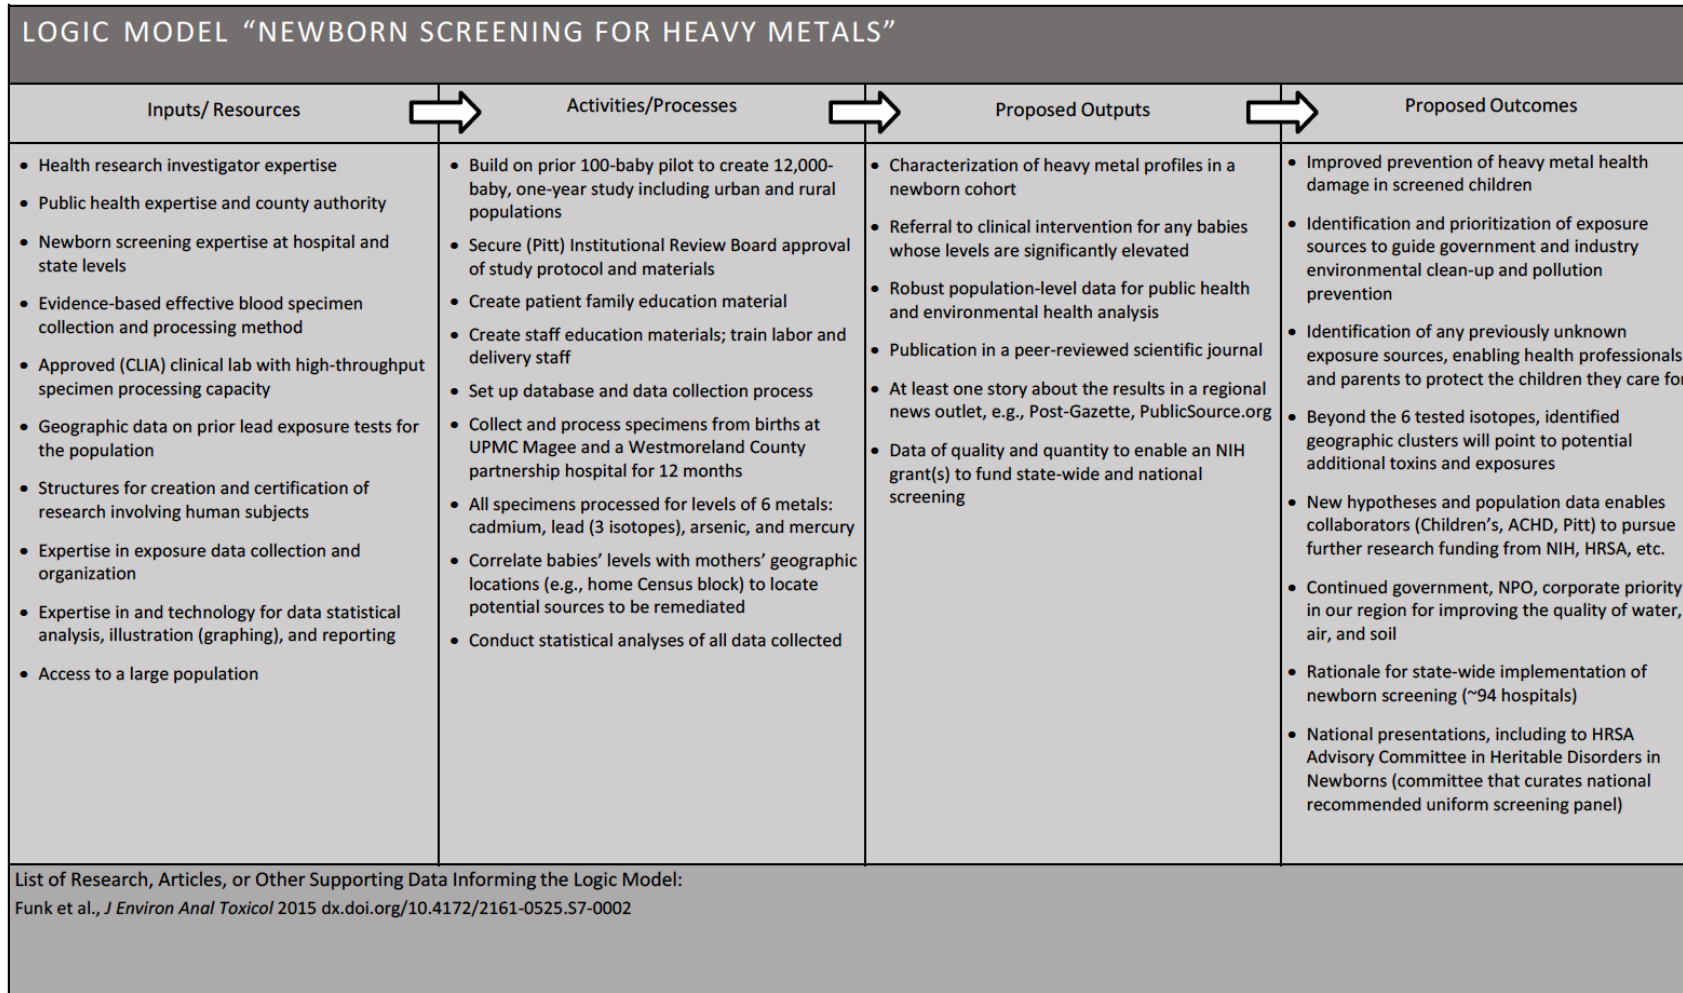 LOGIC MODEL “NEWBORN SCREENING FOR HEAVY METALS”
Inputs/ Resources
Activities/Processes
Proposed Outputs
Proposed Outcomes
• Health research investigator expertise
• Public health expertise and county authority
• Newborn screening expertise at hospital and
state levels
• Evidence-based effective blood specimen
collection and processing method
• Approved (CLIA) clinical lab with high-throughput
specimen processing capacity
• Geographic data on prior lead exposure tests for
the population
• Structures for creation and certification of
research involving human subjects
• Expertise in exposure data collection and
organization
• Expertise in and technology for data statistical
analysis, illustration (graphing), and reporting
• Access to a large population
• Build on prior 100-baby pilot to create 12,000-
baby, one-year study including urban and rural
populations
• Secure (Pitt) Institutional Review Board approval
of study protocol and materials
• Create patient family education material
• Create staff education materials; train labor and
delivery staff
• Set up database and data collection process
• Collect and process specimens from births at
UPMC Magee and a Westmoreland County
partnership hospital for 12 months
• All specimens processed for levels of 6 metals:
cadmium, lead (3 isotopes), arsenic, and mercury
• Correlate babies’ levels with mothers’ geographic
locations (e.g., home Census block) to locate
potential sources to be remediated
• Conduct statistical analyses of all data collected
• Characterization of heavy metal profiles in a
newborn cohort
• Referral to clinical intervention for any babies
whose levels are significantly elevated
• Robust population-level data for public health
and environmental health analysis
• Publication in a peer-reviewed scientific journal
• At least one story about the results in a regional
news outlet, e.g., Post-Gazette, PublicSource.org
• Data of quality and quantity to enable an NIH
grant(s) to fund state-wide and national
screening
• Improved prevention of heavy metal health
damage in screened children
• Identification and prioritization of exposure
sources to guide government and industry
environmental clean-up and pollution
prevention
• Identification of any previously unknown
exposure sources, enabling health professionals
and parents to protect the children they care for
• Beyond the 6 tested isotopes, identified
geographic clusters will point to potential
additional toxins and exposures
• New hypotheses and population data enables
collaborators (Children’s, ACHD, Pitt) to pursue
further research funding from NIH, HRSA, etc.
• Continued government, NPO, corporate priority
in our region for improving the quality of water,
air, and soil
• Rationale for state-wide implementation of
newborn screening (~94 hospitals)
• National presentations, including to HRSA
Advisory Committee in Heritable Disorders in
Newborns (committee that curates national
recommended uniform screening panel)
List of Research, Articles, or Other Supporting Data Informing the Logic Model:
Funk et al., J Environ Anal Toxicol 2015 dx.doi.org/10.4172/2161-0525.S7-0002